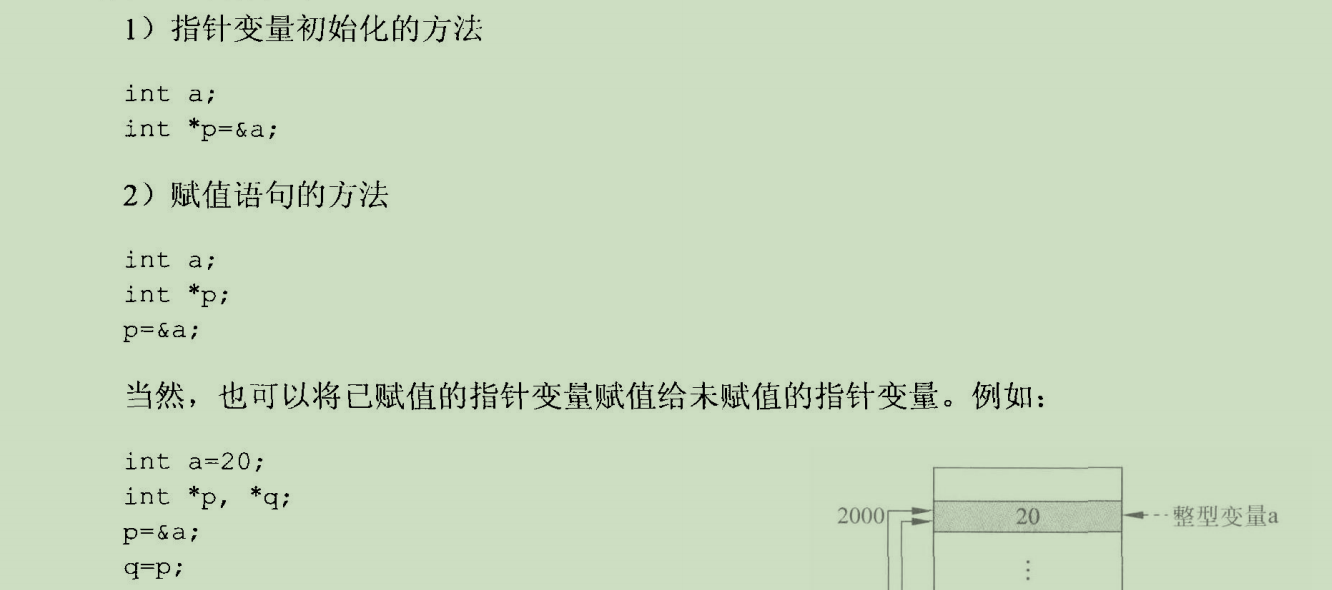 1）指针变量初始化的方法
int a;
int *p=&a;
2）赋值语句的方法
int a;
int *p;
p=&a;
当然，也可以将已赋值的指针变量赋值给未赋值的指针变量。例如：
int a=20;
int *p, *q;
p=&a;
q=p;
2000
20
整型变量a
⋮